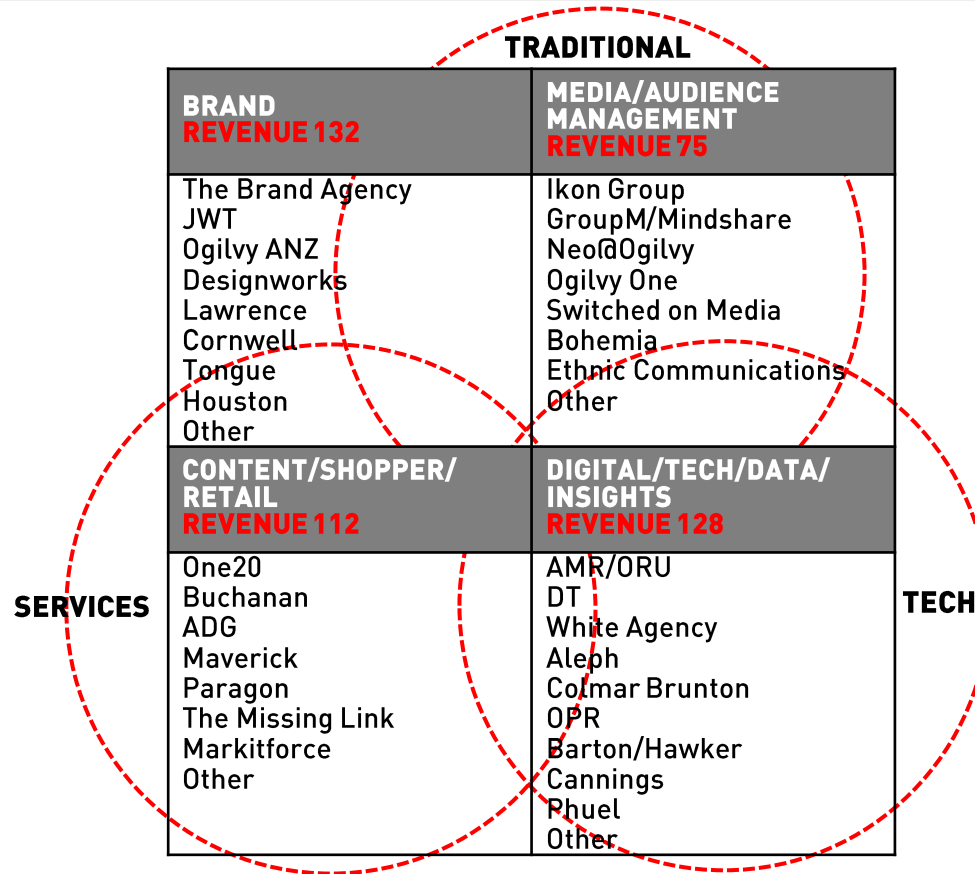 TRADITIONAL
BRAND
REVENUE 132
The Brand Agency
JWT
Ogilvy ANZ
Designworks
Lawrence
Cornwell
Tongue
Houston
Other
MEDIA/AUDIENCE
MANAGEMENT
REVENUE 75
Ikon Group
GroupM/Mindshare
Neo@Ogilvy
Ogilvy One
Switched on Media
Bohemia
Ethnic Communications
Other
CONTENT/SHOPPER/
RETAIL
REVENUE 112
One20
Buchanan
ADG
Maverick
Paragon
The Missing Link
Markitforce
Other
DIGITAL/TECH/DATA/
INSIGHTS
REVENUE 128
AMR/ORU
DT
White Agency
Aleph
Colmar Brunton
OPR
Barton/Hawker
Cannings
Phuel
Other
SERVICES
TECH